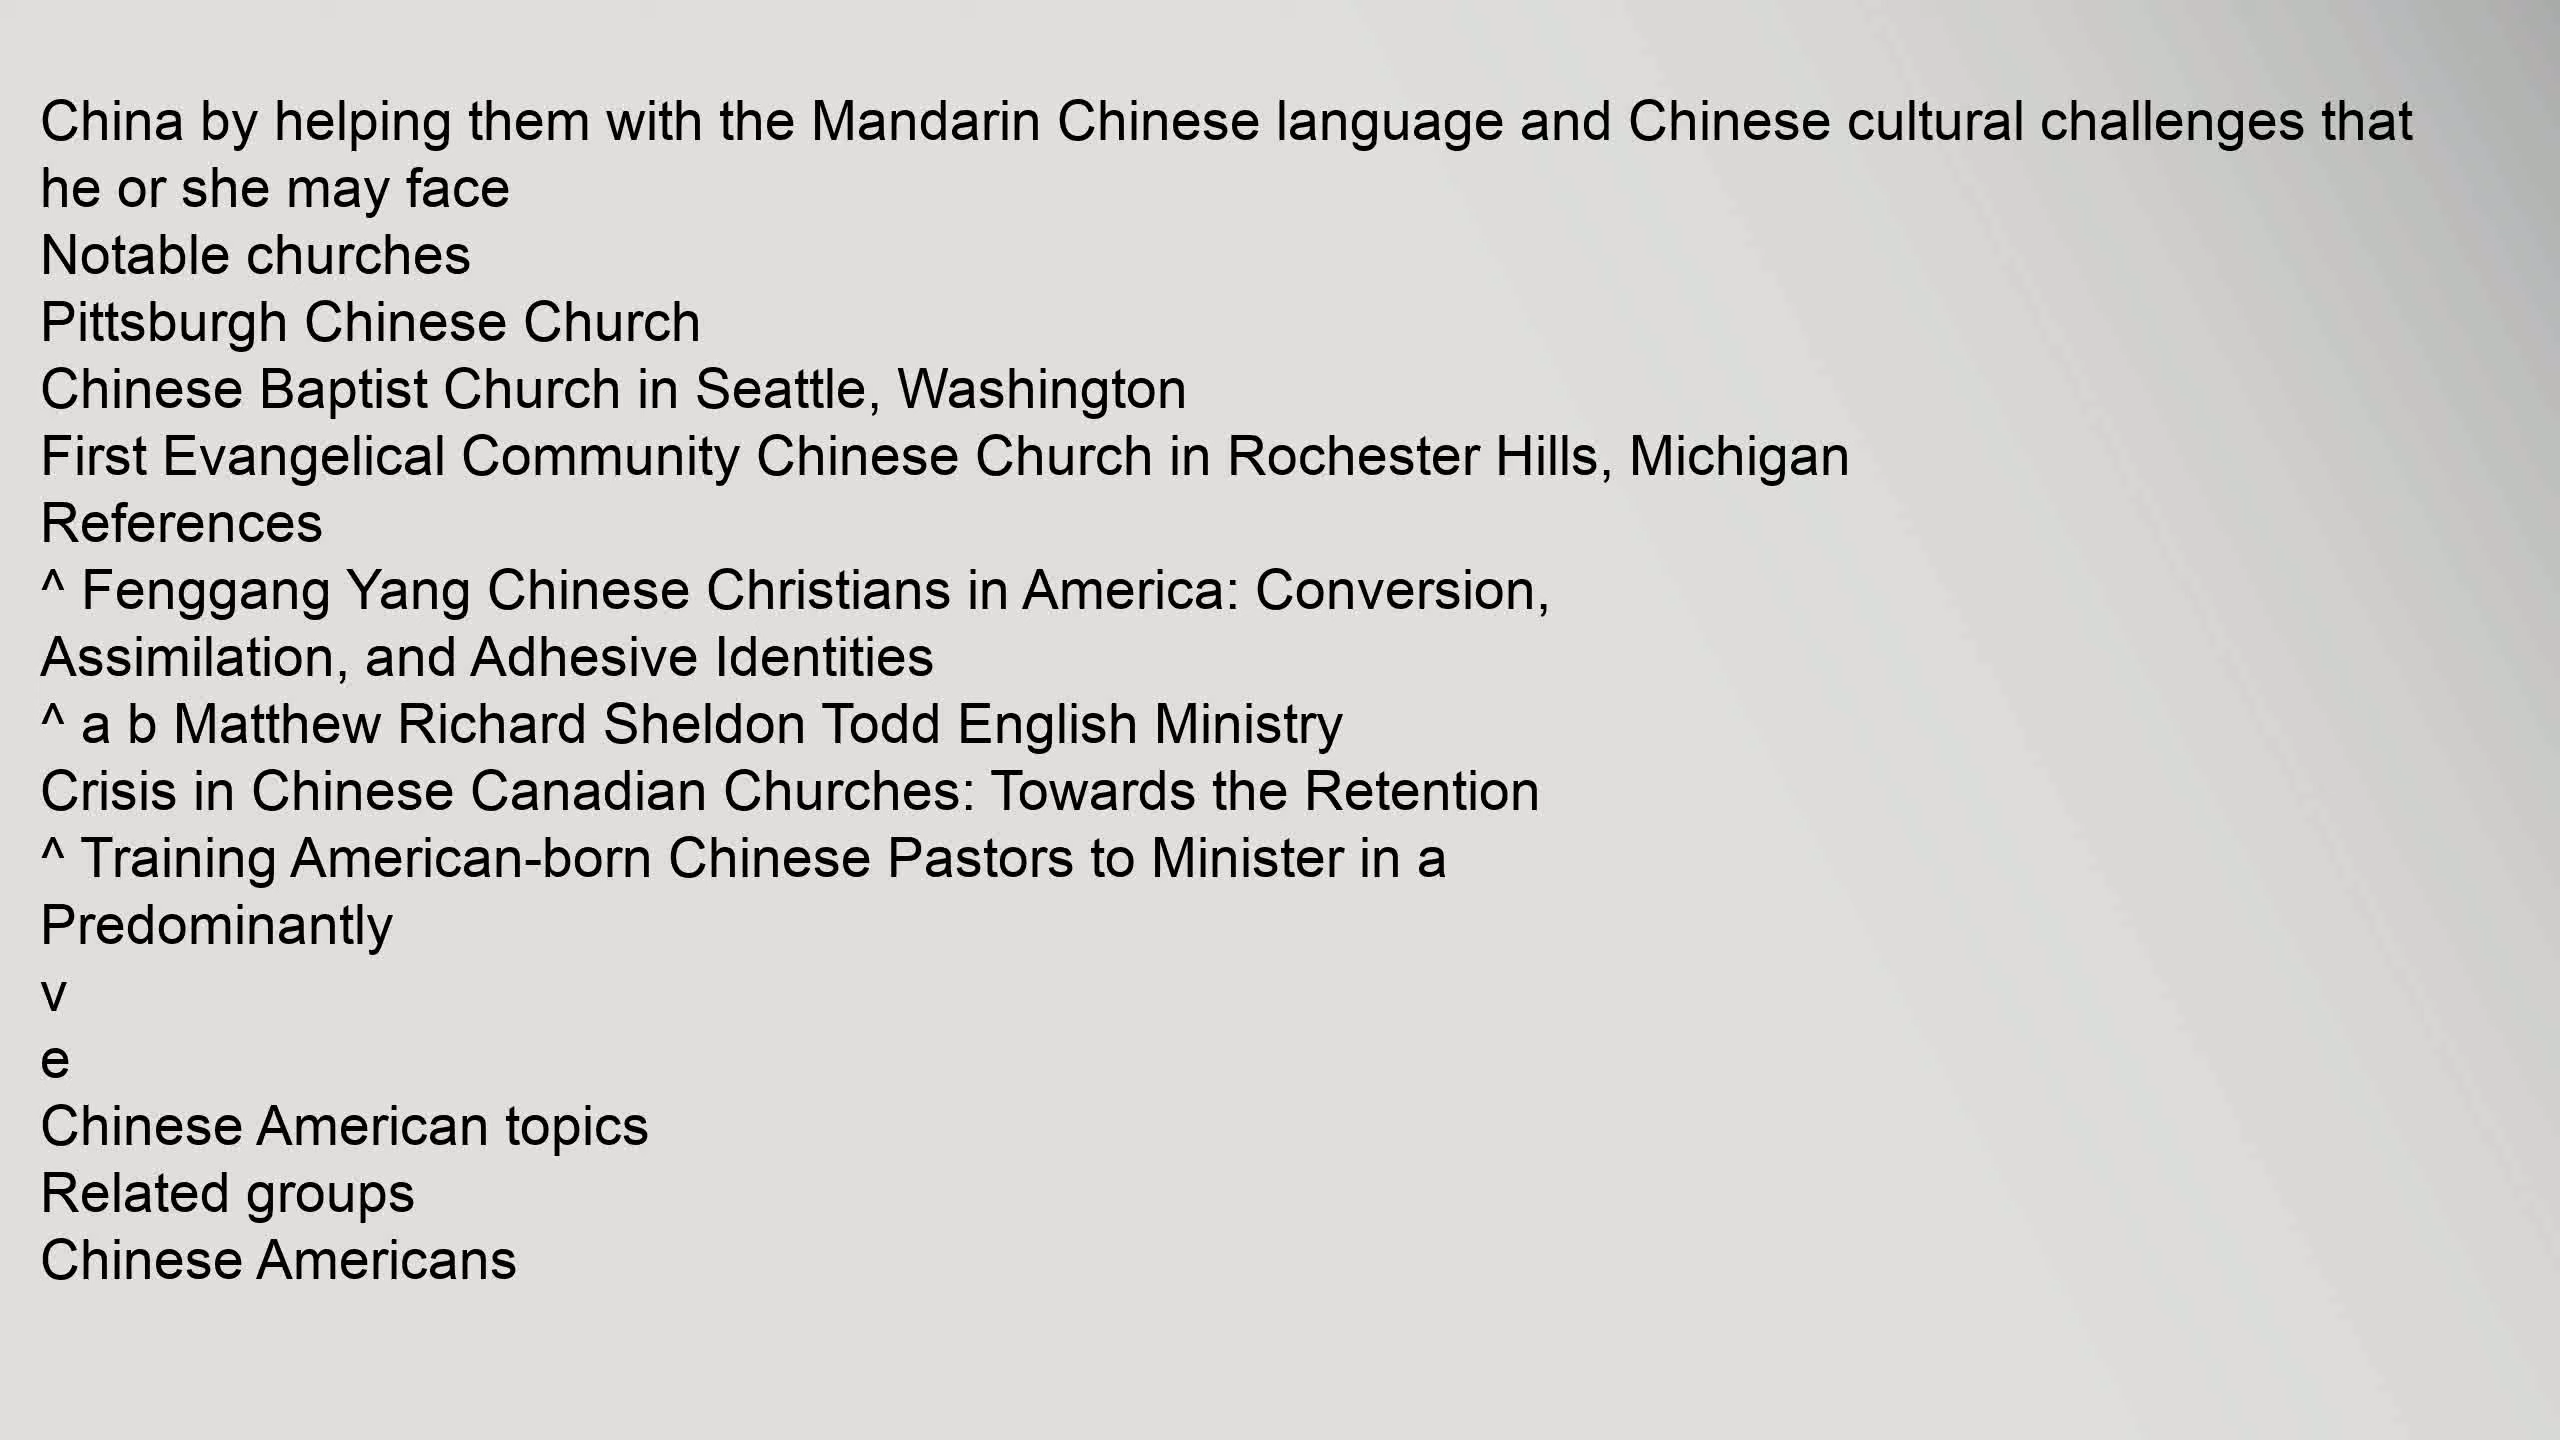 China by helping them with the Mandarin Chinese language and Chinese cultural challenges that
he or she may face
Notable churches
Pittsburgh Chinese Church
Chinese Baptist Church in Seattle, Washington
First Evangelical Community Chinese Church in Rochester Hills, Michigan
References
^ Fenggang Yang Chinese Christians in America: Conversion,
Assimilation, and Adhesive Identities
^ a b Matthew Richard Sheldon Todd English Ministry
Crisis in Chinese Canadian Churches: Towards the Retention
^ Training American-born Chinese Pastors to Minister in a
Predominantly
v
e
Chinese American topics
Related groups
Chinese Americans